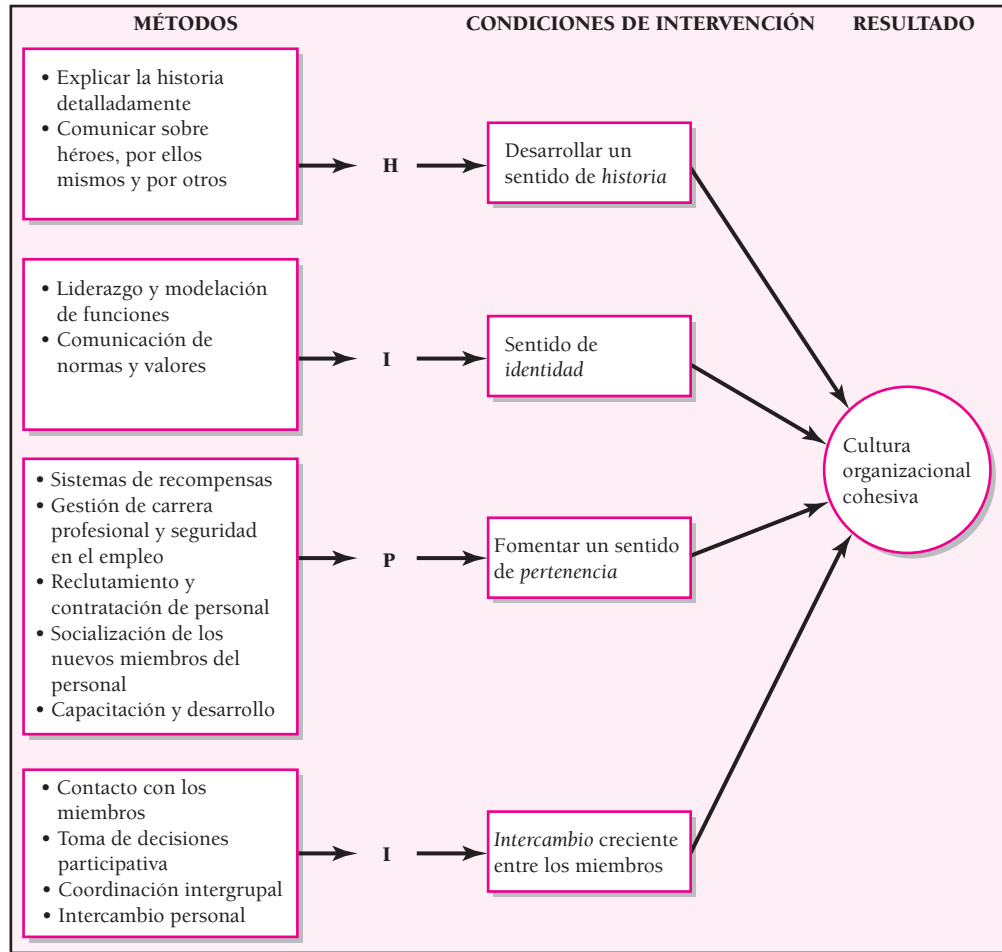 MÉTODOS
CONDICIONES DE INTERVENCIÓN
RESULTADO
• Explicar la historia
detalladamente
• Comunicar sobre
héroes, por ellos
mismos y por otros
H
Desarrollar un
sentido de historia
• Liderazgo y modelación
de funciones
• Comunicación de
normas y valores
I
Sentido de
identidad
• Sistemas de recompensas
• Gestión de carrera
profesional y seguridad
en el empleo
• Reclutamiento y
contratación de personal
• Socialización de los
nuevos miembros del
personal
• Capacitación y desarrollo
P
Fomentar un sentido
de pertenencia
• Contacto con los
miembros
• Toma de decisiones
participativa
• Coordinación intergrupal
• Intercambio personal
I
Intercambio creciente
entre los miembros
Cultura
organizacional
cohesiva